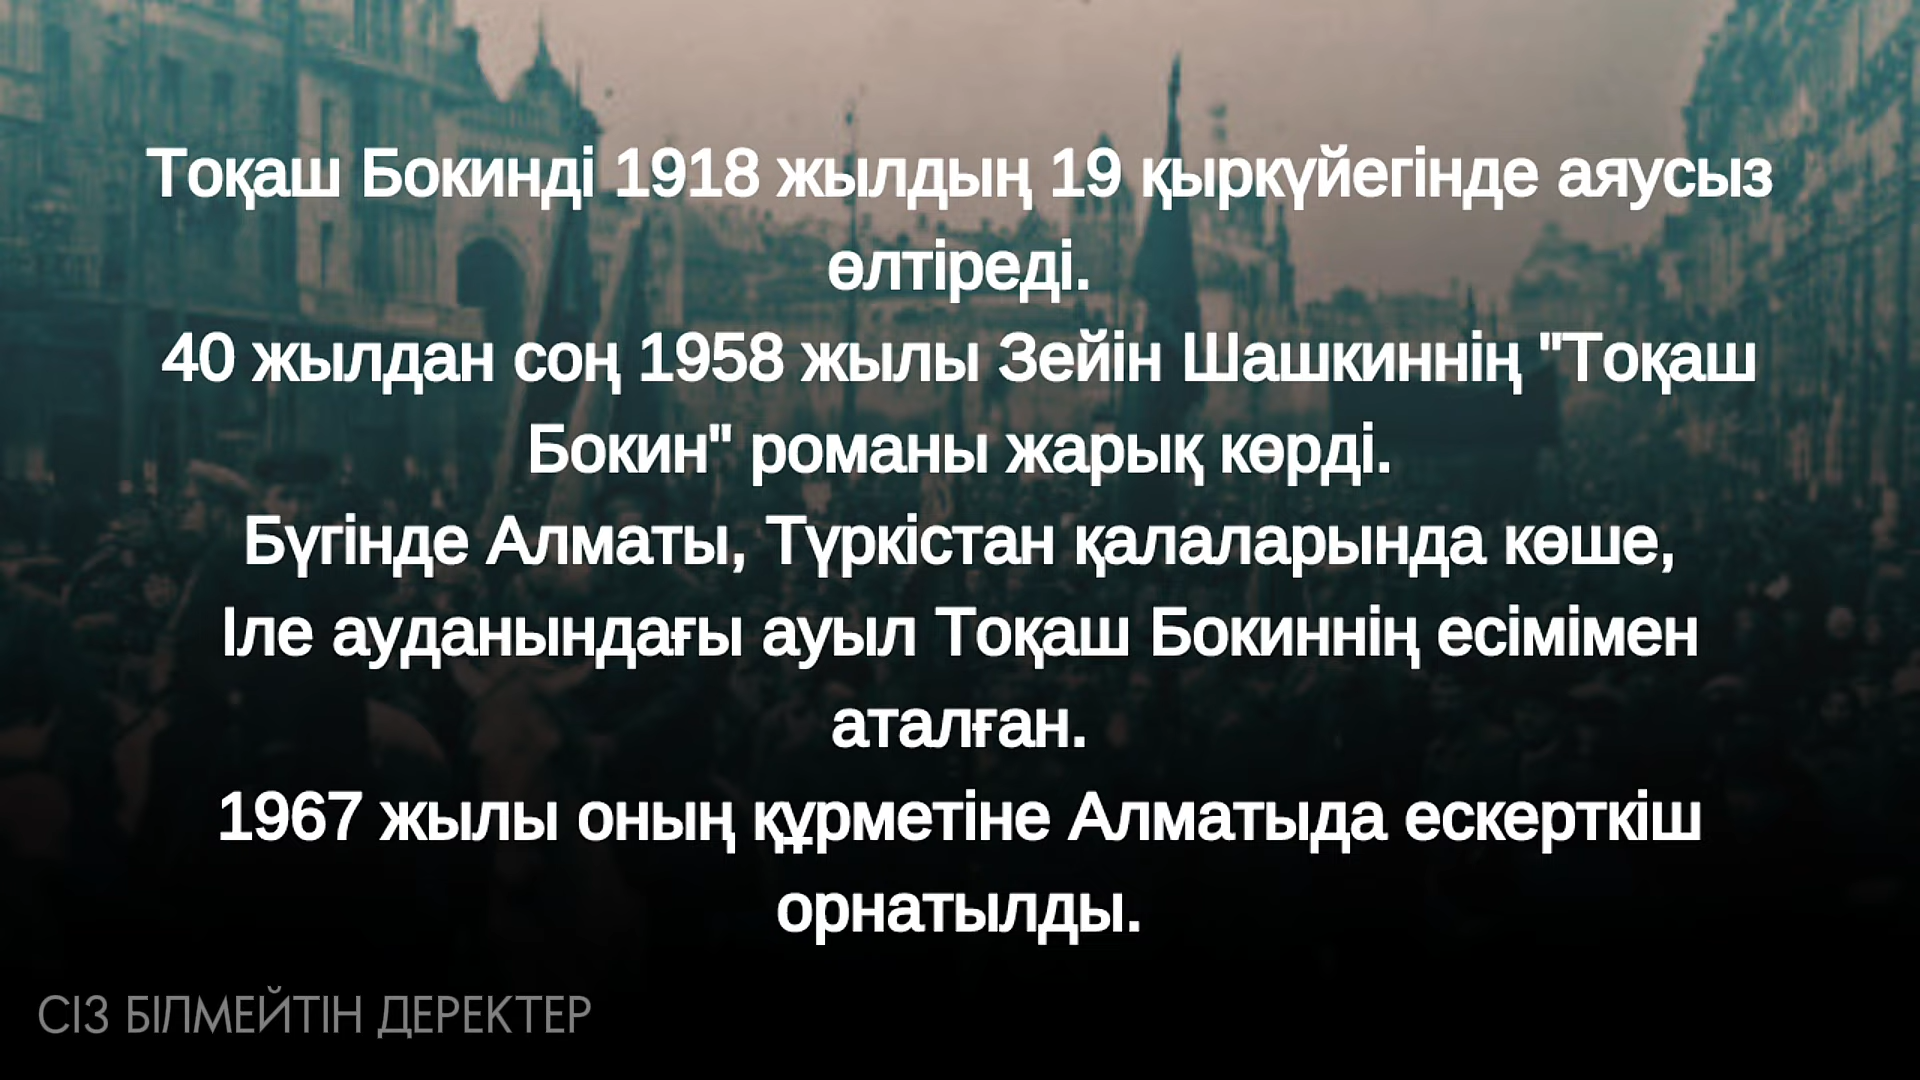 Тоқаш Бокинді 1918 жылдың 19 қыркүйегінде аяусыз
өлтіреді.
40 жылдан соң 1958 жылы Зейін Шашкиннің "Тоқаш
Бокин" романы жарық көрді.
Бүгінде Алматы, Түркістан қалаларында көше,
Іле ауданындағы ауыл Тоқаш Бокиннің есімімен
аталған.
1967 жылы оның құрметіне Алматыда ескерткіш
орнатылды.
СІЗ БІЛМЕЙТІН ДЕРЕКТЕР